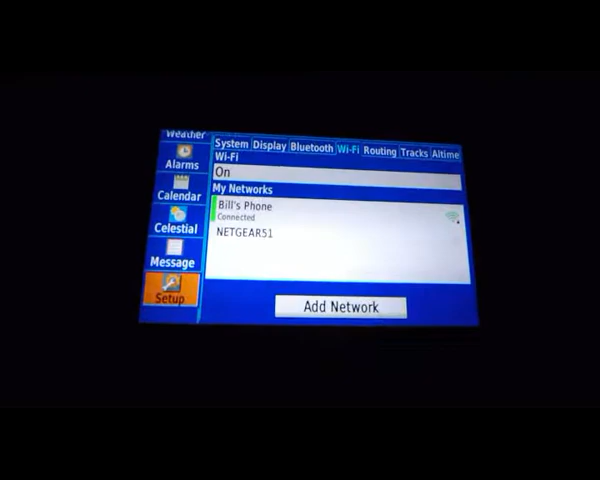 Weather
Alarms
Calendar
Celestial
Message
Setup
System Display Bluetooth Wi-Fi Routing Tracks Altime
Wi-Fi
On
My Networks
Bill's Phone
Connected
NETGEAR51
Add Network